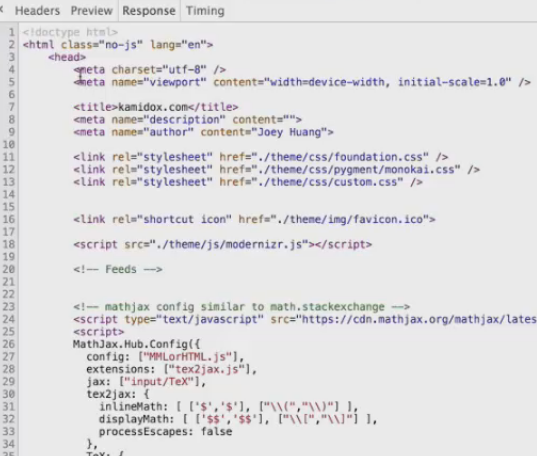 Headers Preview Response Timing
1 <!doctype html>
2 <html class="no-js" lang="en">
3 <head>
4 <meta charset="utf-8" />
5 <meta name="viewport" content="width=device-width, initial-scale=1.0" />
6
7 <title>kamidox.com</title>
8 <meta name="description" content="">
9 <meta name="author" content="Joey Huang">
10
11 <link rel="stylesheet" href="./theme/css/foundation.css" />
12 <link rel="stylesheet" href="./theme/css/pygment/monokai.css" />
13 <link rel="stylesheet" href="./theme/css/custom.css" />
14
15
16 <link rel="shortcut icon" href="./theme/img/favicon.ico">
17
18 <script src="./theme/js/modernizr.js"></script>
19
20 <!-- Feeds -->
21
22
23 <!-- mathjax config similar to math.stackexchange -->
24 <script type="text/javascript" src="https://cdn.mathjax.org/mathjax/lates
25 <script>
26 MathJax.Hub.Config({
27 config: ["MMLorHTML.js"],
28 extensions: ["tex2jax.js"],
29 jax: ["input/TeX"],
30 tex2jax: {
31 inlineMath: [ ['$','$'], ["\\(","\\)"] ],
32 displayMath: [ ['$$','$$'], ["\\[","\\]"] ],
33 processEscapes: false
34 },
35 TeX: {